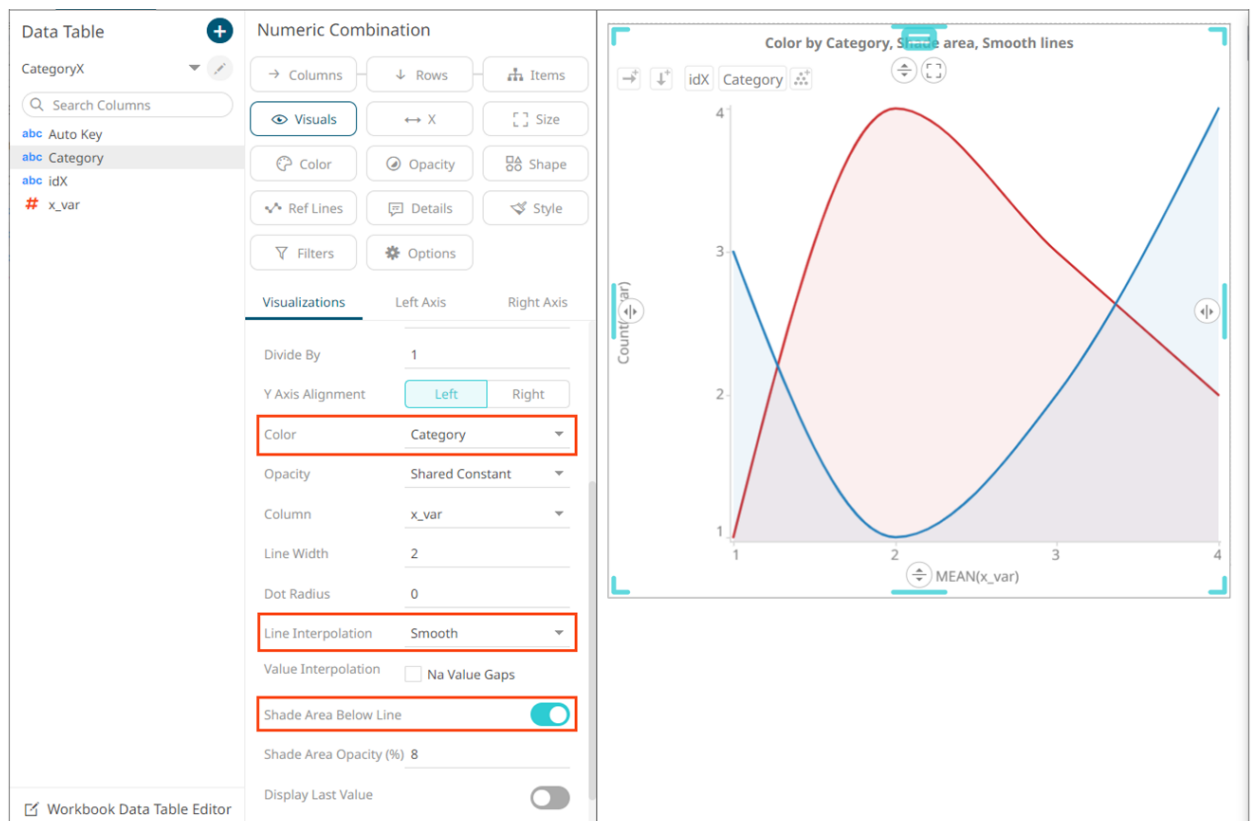 Data Table
CategoryX
Search Columns
abc Auto Key
abc Category
abc idX
# x_var
Workbook Data Table Editor
Numeric Combination
Columns
Rows
Items
Visuals
X
Size
Color
Opacity
Shape
Ref Lines
Details
Style
Filters
Options
Visualizations
Left Axis
Right Axis
Divide By 1
Y Axis Alignment Left Right
Color Category
Opacity Shared Constant
Column x_var
Line Width 2
Dot Radius 0
Line Interpolation Smooth
Value Interpolation Na Value Gaps
Shade Area Below Line
Shade Area Opacity (%) 8
Display Last Value
Color by Category, Shade area, Smooth lines
idX Category
4
3
2
1
Count( var)
1 2 3 4
MEAN(x_var)